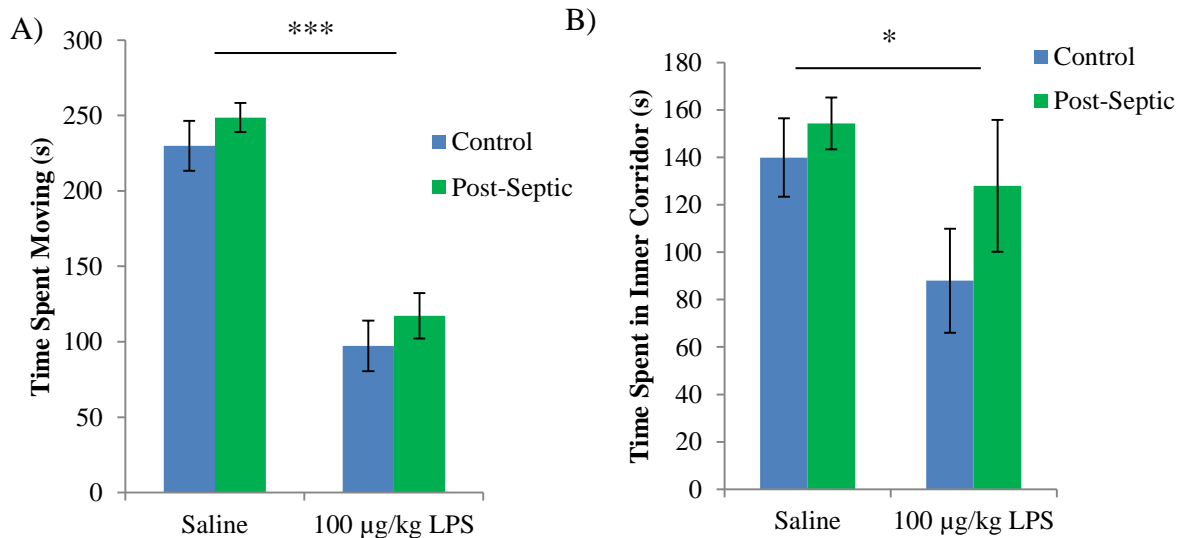 A)
***
300
250
200
150
100
50
0
Time Spent Moving (s)
Control
Post-Septic
Saline
100 µg/kg LPS
B)
*
180
160
140
120
100
80
60
40
20
0
Time Spent in Inner Corridor (s)
Control
Post-Septic
Saline
100 µg/kg LPS